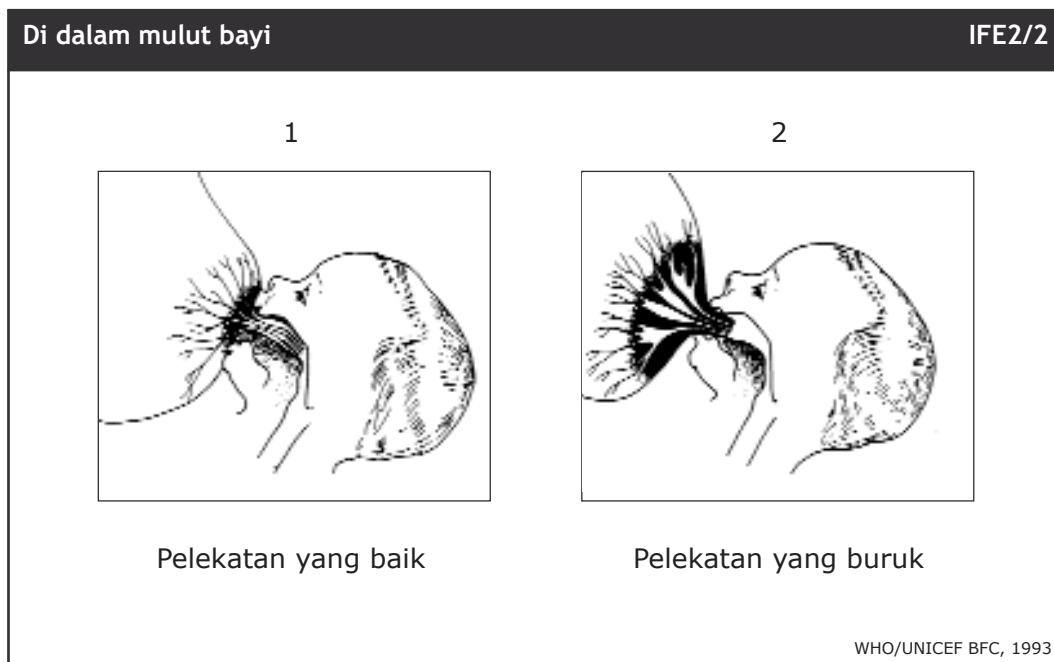 Di dalam mulut bayi IFE2/2
1 2
Pelekatan yang baik Pelekatan yang buruk
WHO/UNICEF BFC, 1993